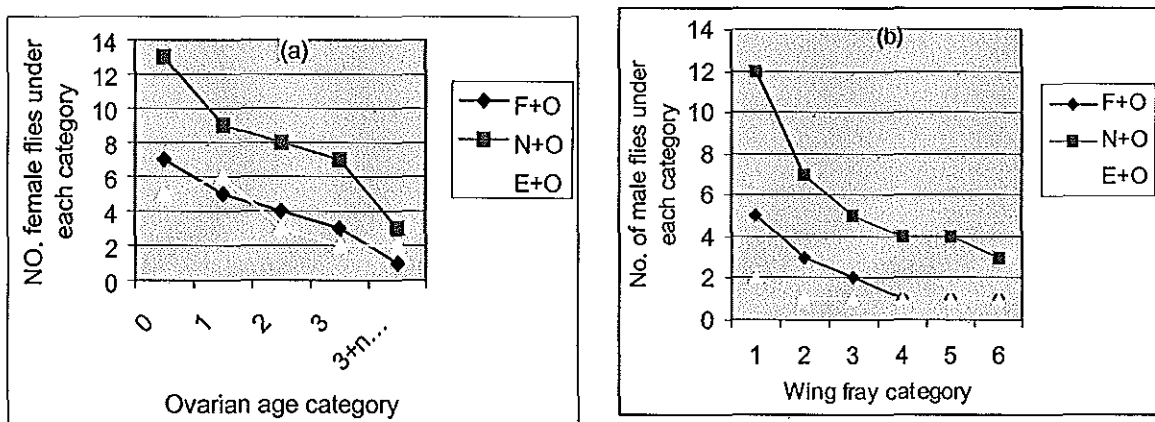 NO. female flies under
each category
14
12
10
8
6
4
2
0
(a)
0
1
2
3
3+n...
Ovarian age category
F+O
N+O
E+O
No. of male flies under
each category
14
12
10
8
6
4
2
0
(b)
1 2 3 4 5 6
Wing fray category
F+O
N+O
E+O